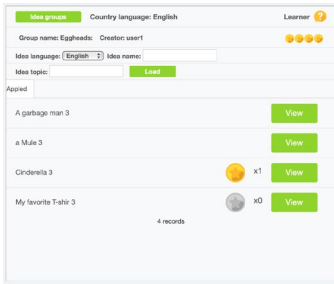 Idea groups Country language: English Learner ?
Group name: Eggheads: Creator: user1
Idea language: English Idea name:
Idea topic: Load
Appied
A garbage man 3 View
a Mule 3 View
Cinderella 3 x1 View
My favorite T-shir 3 x0 View
4 records